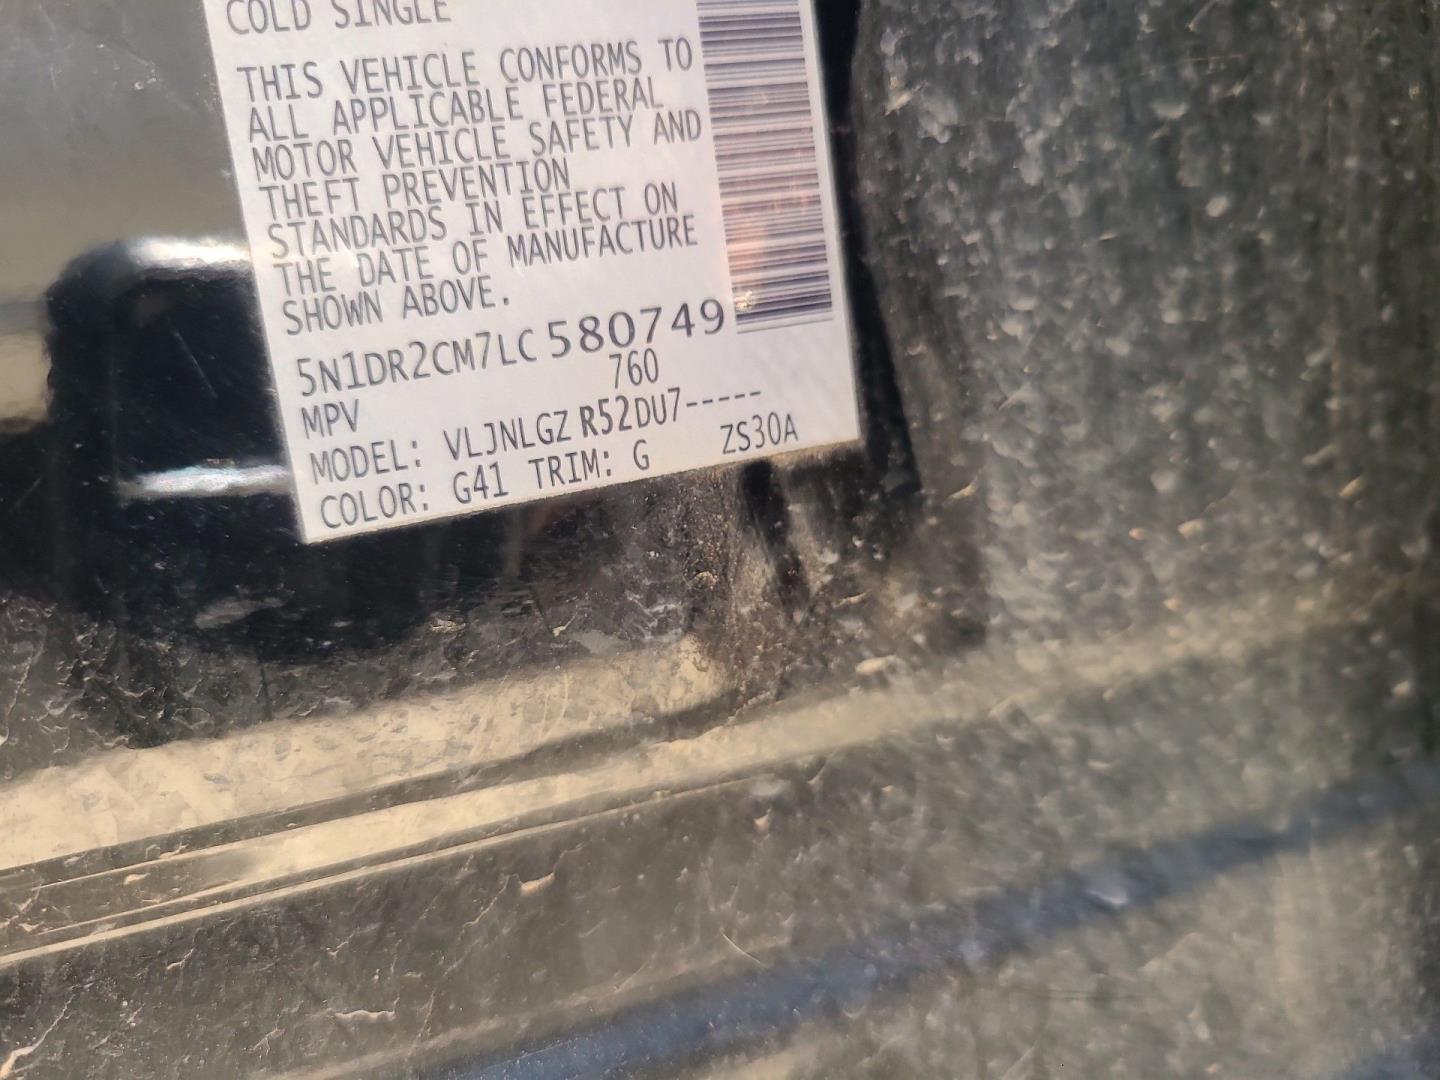 COLD SINGLE
THIS VEHICLE CONFORMS TO
ALL APPLICABLE FEDERAL
MOTOR VEHICLE SAFETY AND
THEFT PREVENTION
STANDARDS IN EFFECT ON
THE DATE OF MANUFACTURE
SHOWN ABOVE.
5N1DR2CM7LC580749
MPV 760
MODEL: VLJNLGZ R52DU7-----
COLOR: G41 TRIM: G ZS30A